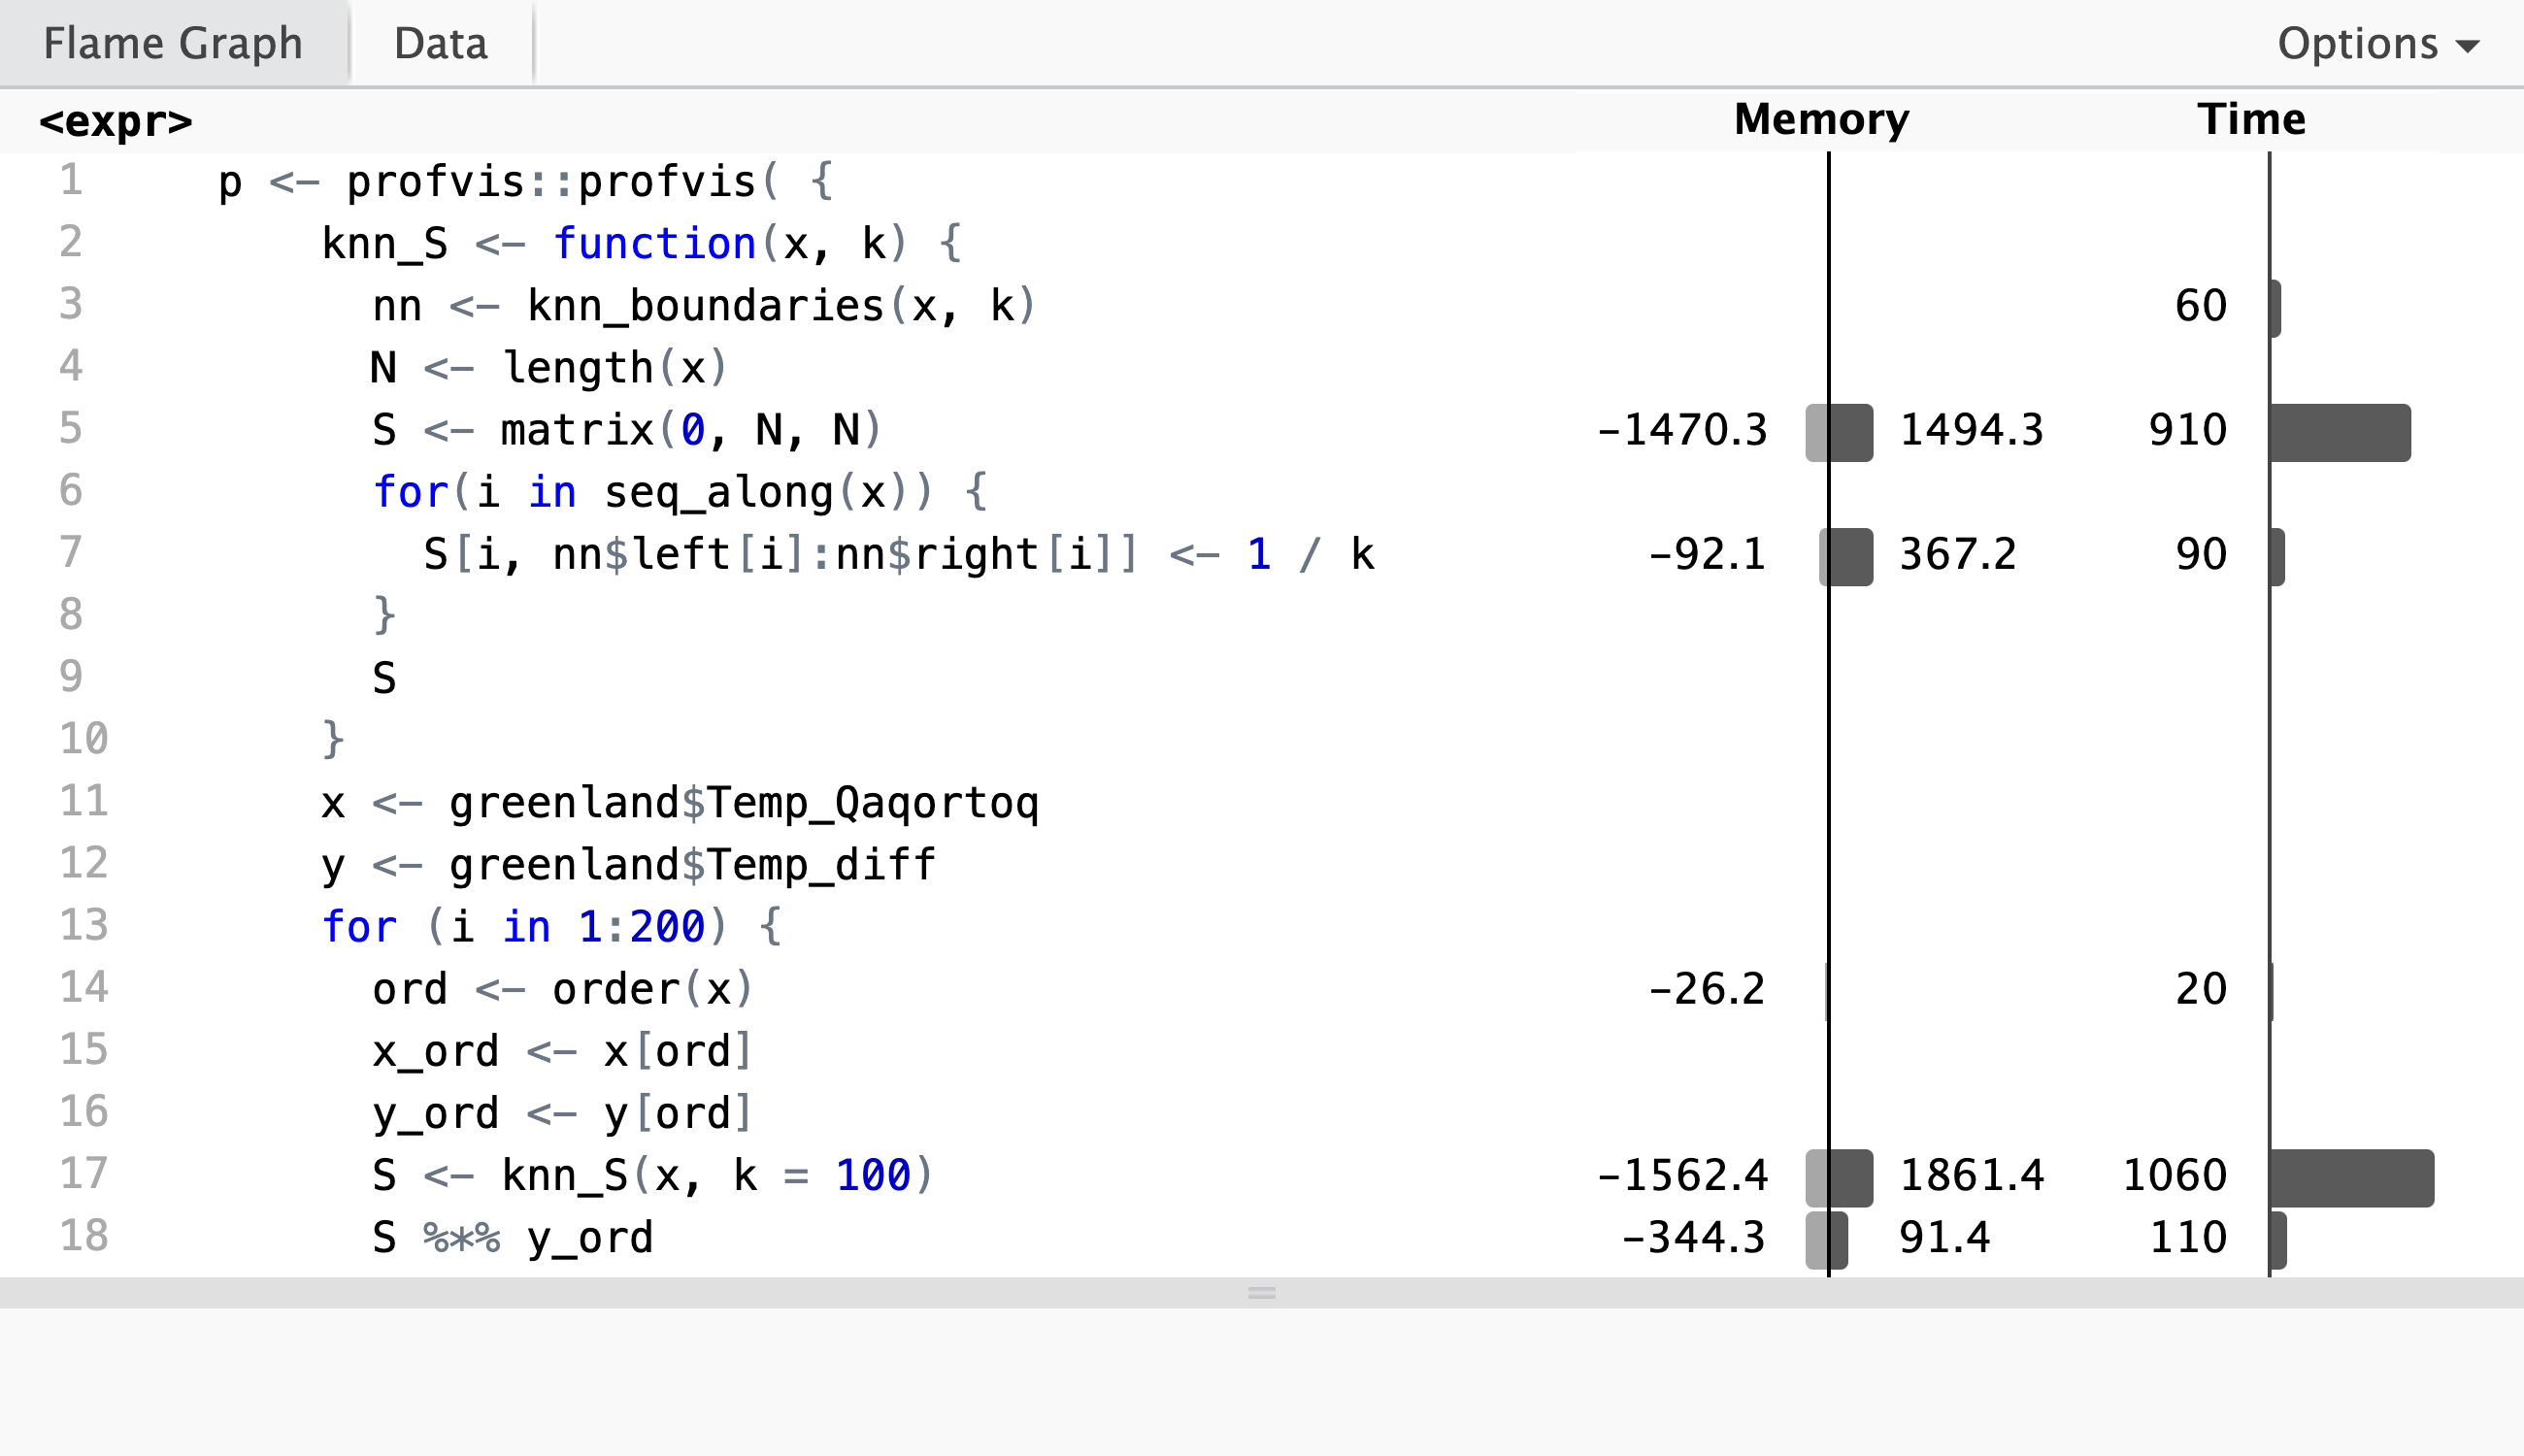 Flame Graph Data Options
<expr> Memory Time
1 p <- profvis::profvis( {
2 knn_S <- function(x, k) {
3 nn <- knn_boundaries(x, k) 60
4 N <- length(x)
5 S <- matrix(0, N, N) -1470.3 1494.3 910
6 for(i in seq_along(x)) {
7 S[i, nn$left[i]:nn$right[i]] <- 1 / k -92.1 367.2 90
8 }
9 S
10 }
11 x <- greenland$Temp_Qaqortoq
12 y <- greenland$Temp_diff
13 for (i in 1:200) {
14 ord <- order(x) -26.2 20
15 x_ord <- x[ord]
16 y_ord <- y[ord]
17 S <- knn_S(x, k = 100) -1562.4 1861.4 1060
18 S %*% y_ord -344.3 91.4 110